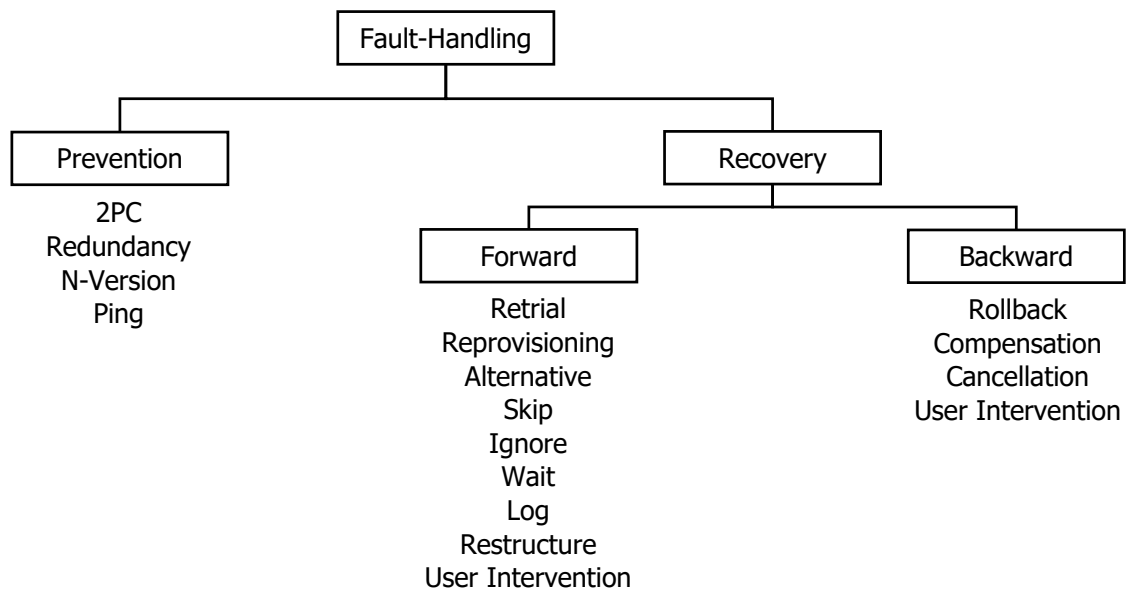 Fault-Handling
Prevention
2PC
Redundancy
N-Version
Ping
Recovery
Forward
Retrial
Reprovisioning
Alternative
Skip
Ignore
Wait
Log
Restructure
User Intervention
Backward
Rollback
Compensation
Cancellation
User Intervention